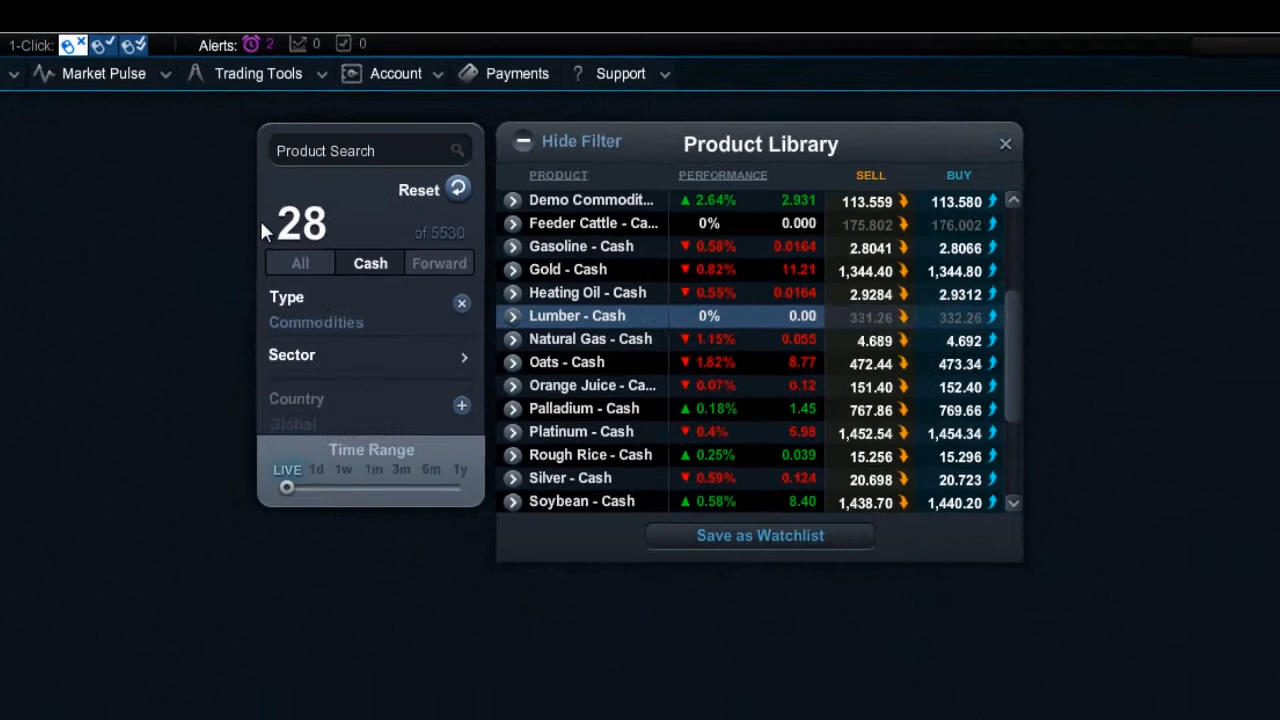 1-Click: Alerts: 2 0 0
Market Pulse Trading Tools Account Payments ? Support
Product Search
Reset
28 of 5530
All Cash Forward
Type
Commodities
Sector
Country
Global
Time Range
LIVE 1d 1w 1m 3m 6m 1y
Hide Filter Product Library
PRODUCT PERFORMANCE SELL BUY
Demo Commodit... ▲ 2.64% 2.931 113.559 113.580
Feeder Cattle - Ca... 0% 0.000 175.802 176.002
Gasoline - Cash ▼ 0.58% 0.0164 2.8041 2.8066
Gold - Cash ▼ 0.82% 11.21 1,344.40 1,344.80
Heating Oil - Cash ▼ 0.55% 0.0164 2.9284 2.9312
Lumber - Cash 0% 0.00 331.26 332.26
Natural Gas - Cash ▼ 1.15% 0.055 4.689 4.692
Oats - Cash ▼ 1.82% 8.77 472.44 473.34
Orange Juice - Ca... ▼ 0.07% 0.12 151.40 152.40
Palladium - Cash ▲ 0.18% 1.45 767.86 769.66
Platinum - Cash ▼ 0.4% 5.98 1,452.54 1,454.34
Rough Rice - Cash ▲ 0.25% 0.039 15.256 15.296
Silver - Cash ▼ 0.59% 0.124 20.698 20.723
Soybean - Cash ▲ 0.58% 8.40 1,438.70 1,440.20
Save as Watchlist